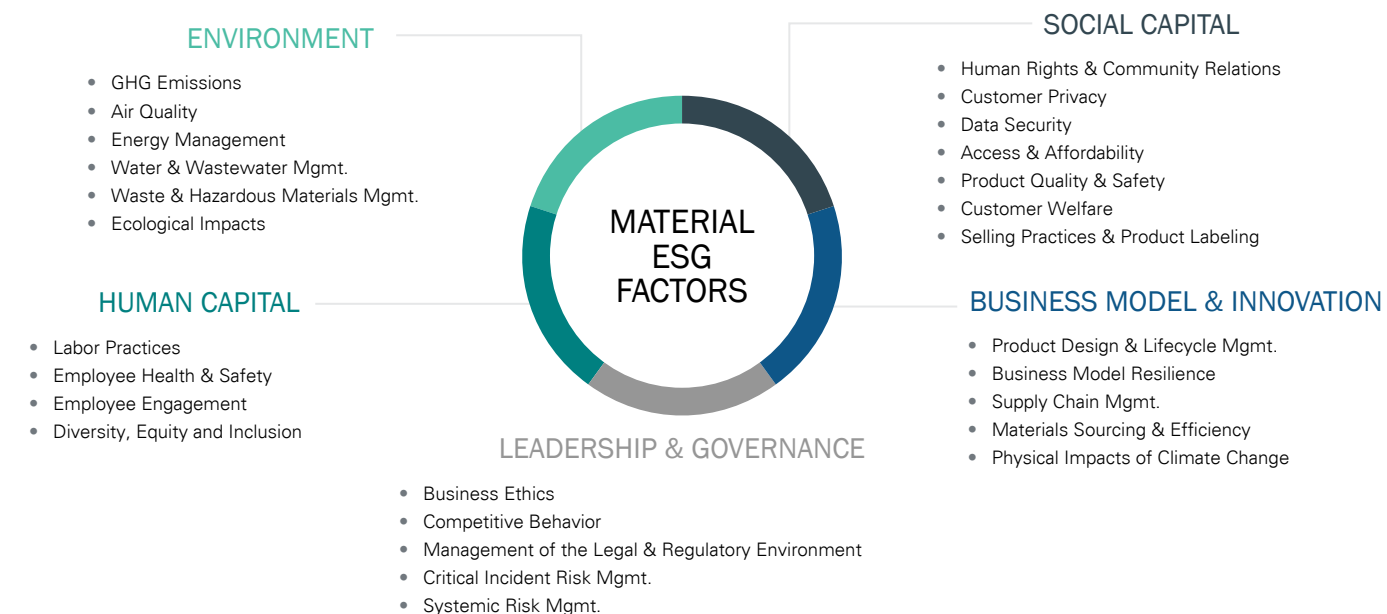 ENVIRONMENT
• GHG Emissions
• Air Quality
• Energy Management
• Water & Wastewater Mgmt.
• Waste & Hazardous Materials Mgmt.
• Ecological Impacts
SOCIAL CAPITAL
• Human Rights & Community Relations
• Customer Privacy
• Data Security
• Access & Affordability
• Product Quality & Safety
• Customer Welfare
• Selling Practices & Product Labeling
MATERIAL
ESG
FACTORS
HUMAN CAPITAL
• Labor Practices
• Employee Health & Safety
• Employee Engagement
• Diversity, Equity and Inclusion
BUSINESS MODEL & INNOVATION
• Product Design & Lifecycle Mgmt.
• Business Model Resilience
• Supply Chain Mgmt.
• Materials Sourcing & Efficiency
• Physical Impacts of Climate Change
LEADERSHIP & GOVERNANCE
• Business Ethics
• Competitive Behavior
• Management of the Legal & Regulatory Environment
• Critical Incident Risk Mgmt.
• Systemic Risk Mgmt.